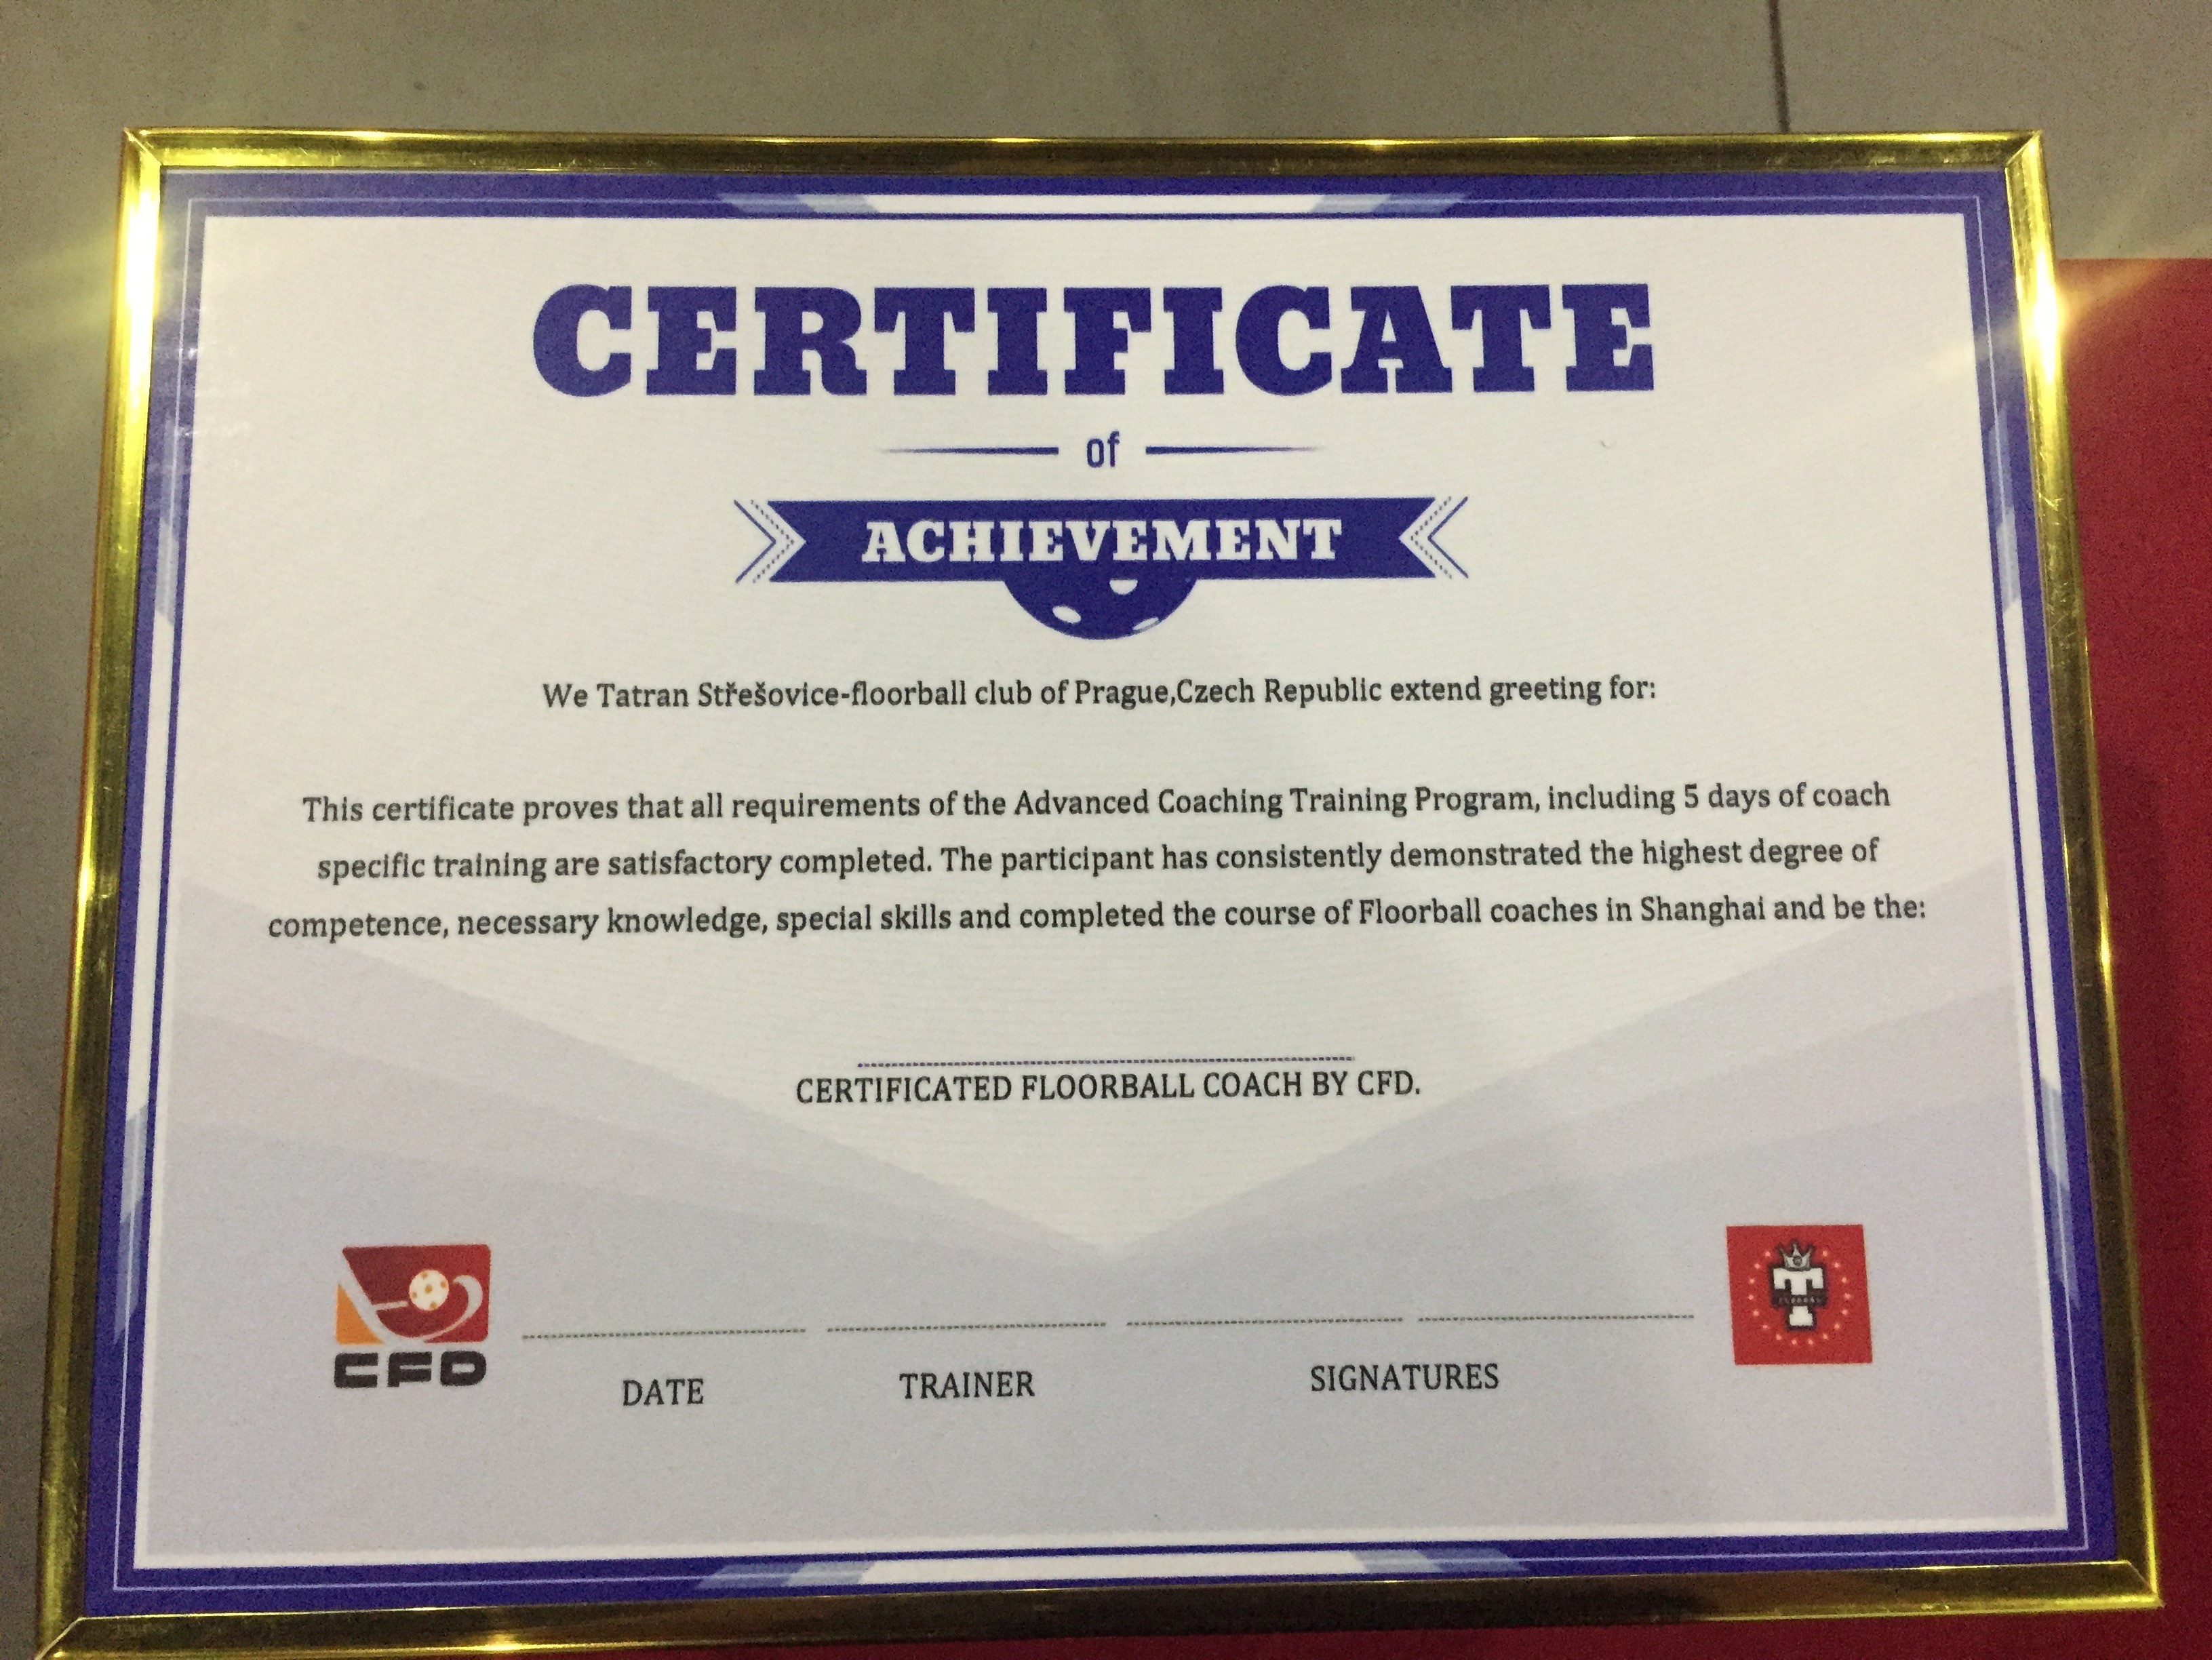 CERTIFICATE
of
ACHIEVEMENT
We Tatran Střešovice-floorball club of Prague,Czech Republic extend greeting for:
This certificate proves that all requirements of the Advanced Coaching Training Program, including 5 days of coach
specific training are satisfactory completed. The participant has consistently demonstrated the highest degree of
competence, necessary knowledge, special skills and completed the course of Floorball coaches in Shanghai and be the:
CERTIFICATED FLOORBALL COACH BY CFD.
CFD
DATE
TRAINER
SIGNATURES
T